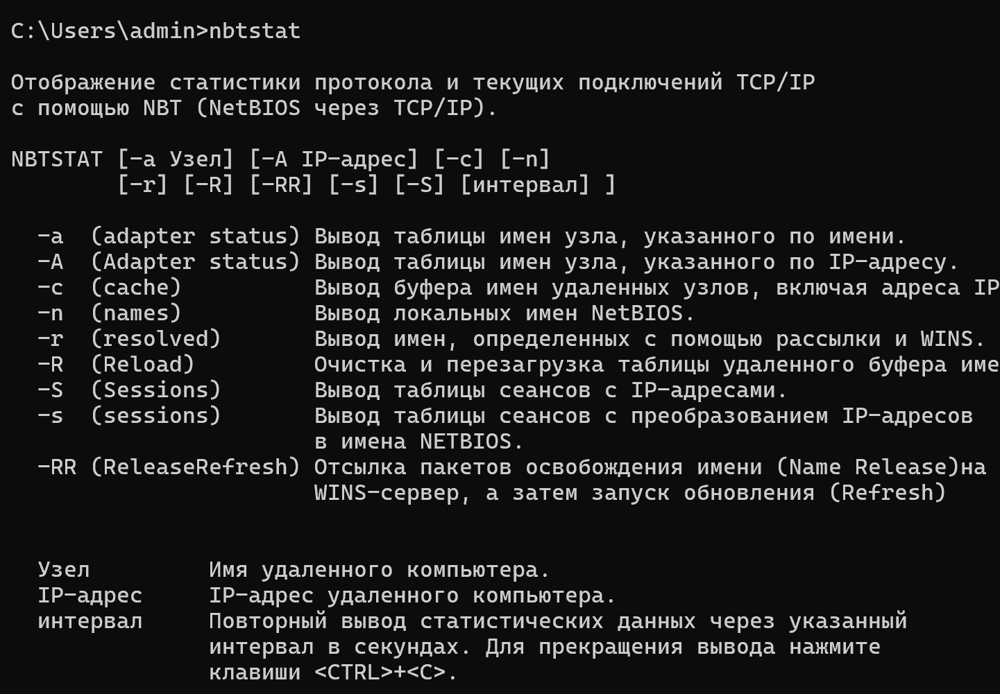 C:\Users\admin>nbtstat
Отображение статистики протокола и текущих подключений TCP/IP
с помощью NBT (NetBIOS через TCP/IP).
NBTSTAT [-a Узел] [-A IP-адрес] [-c] [-n]
[-r] [-R] [-RR] [-s] [-S] [интервал] ]
-a (adapter status) Вывод таблицы имен узла, указанного по имени.
-A (Adapter status) Вывод таблицы имен узла, указанного по IP-адресу.
-c (cache) Вывод буфера имен удаленных узлов, включая адреса IP
-n (names) Вывод локальных имен NetBIOS.
-r (resolved) Вывод имен, определенных с помощью рассылки и WINS.
-R (Reload) Очистка и перезагрузка таблицы удаленного буфера име
-S (Sessions) Вывод таблицы сеансов с IP-адресами.
-s (sessions) Вывод таблицы сеансов с преобразованием IP-адресов
в имена NETBIOS.
-RR (ReleaseRefresh) Отсылка пакетов освобождения имени (Name Release)на
WINS-сервер, а затем запуск обновления (Refresh)
Узел Имя удаленного компьютера.
IP-адрес IP-адрес удаленного компьютера.
интервал Повторный вывод статистических данных через указанный
интервал в секундах. Для прекращения вывода нажмите
клавиши <CTRL>+<C>.